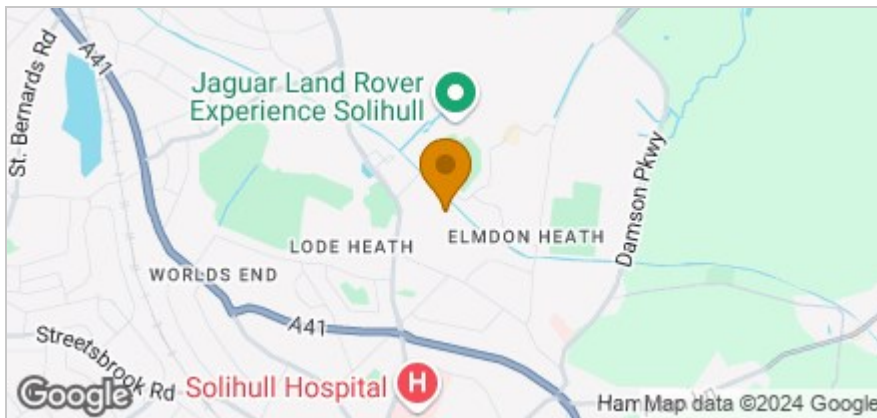 St. Bernards Rd
A41
Jaguar Land Rover
Experience Solihull
Damson Pkwy
LODE HEATH
ELMDON HEATH
WORLDS END
A41
Streetsbrook Rd
Solihull Hospital
H
Google
Map data ©2024 Google